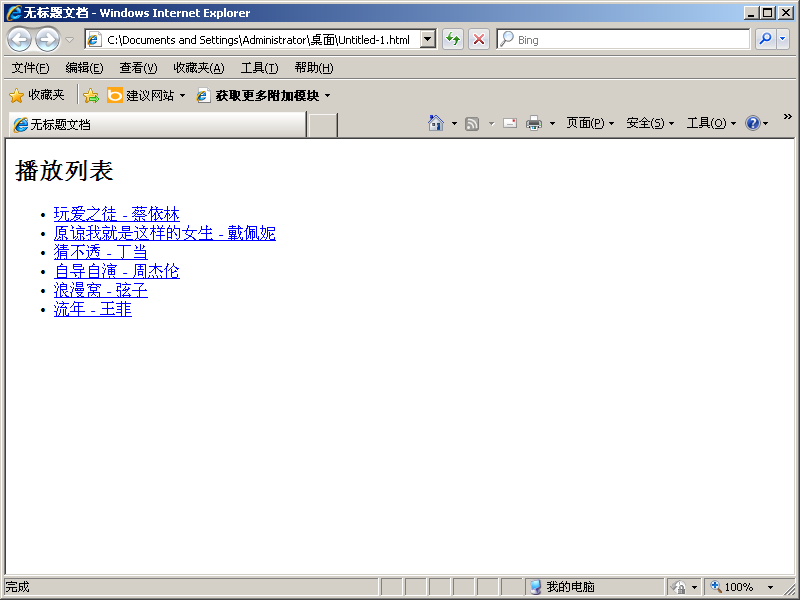 无标题文档 - Windows Internet Explorer
C:\Documents and Settings\Administrator\桌面\Untitled-1.html
Bing
文件(F) 编辑(E) 查看(V) 收藏夹(A) 工具(T) 帮助(H)
收藏夹 建议网站 获取更多附加模块
无标题文档 页面(P) 安全(S) 工具(O)
播放列表
玩爱之徒 - 蔡依林
原谅我就是这样的女生 - 戴佩妮
猜不透 - 丁当
自导自演 - 周杰伦
浪漫窝 - 弦子
流年 - 王菲
完成 我的电脑 100%